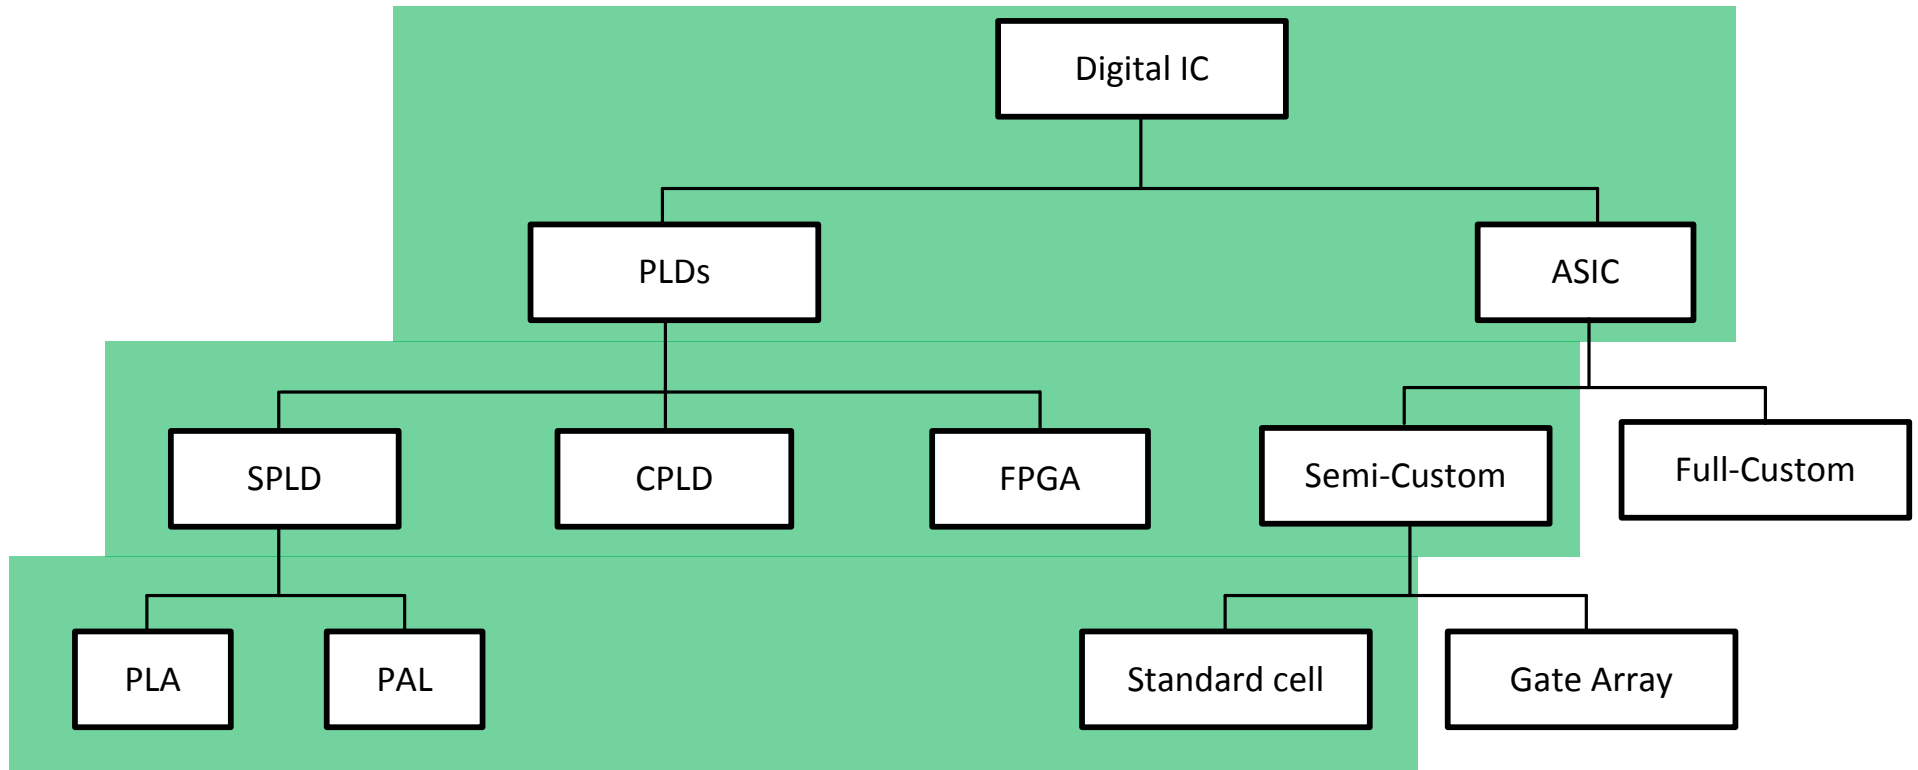 Digital IC
PLDs
ASIC
SPLD
CPLD
FPGA
Semi-Custom
Full-Custom
PLA
PAL
Standard cell
Gate Array